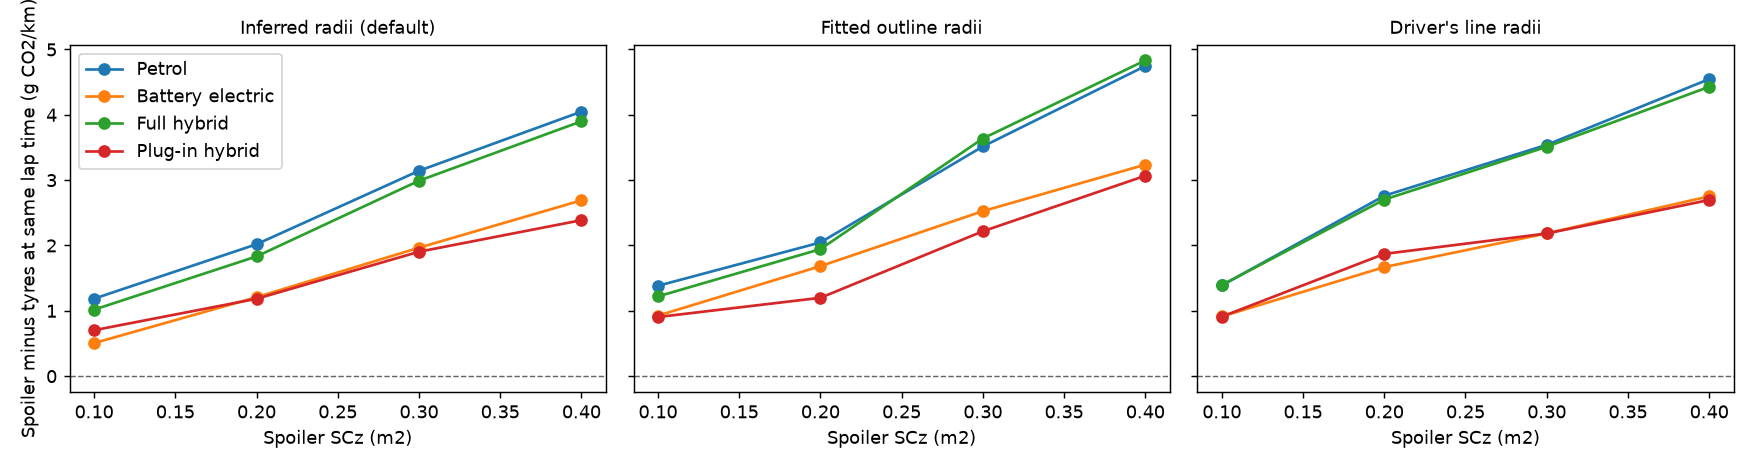 Spoiler minus tyres at same lap time (g CO2/km)
Inferred radii (default)
Petrol
Battery electric
Full hybrid
Plug-in hybrid
5
4
3
2
1
0
0.10 0.15 0.20 0.25 0.30 0.35 0.40
Spoiler SCz (m2)
Fitted outline radii
0.10 0.15 0.20 0.25 0.30 0.35 0.40
Spoiler SCz (m2)
Driver's line radii
0.10 0.15 0.20 0.25 0.30 0.35 0.40
Spoiler SCz (m2)